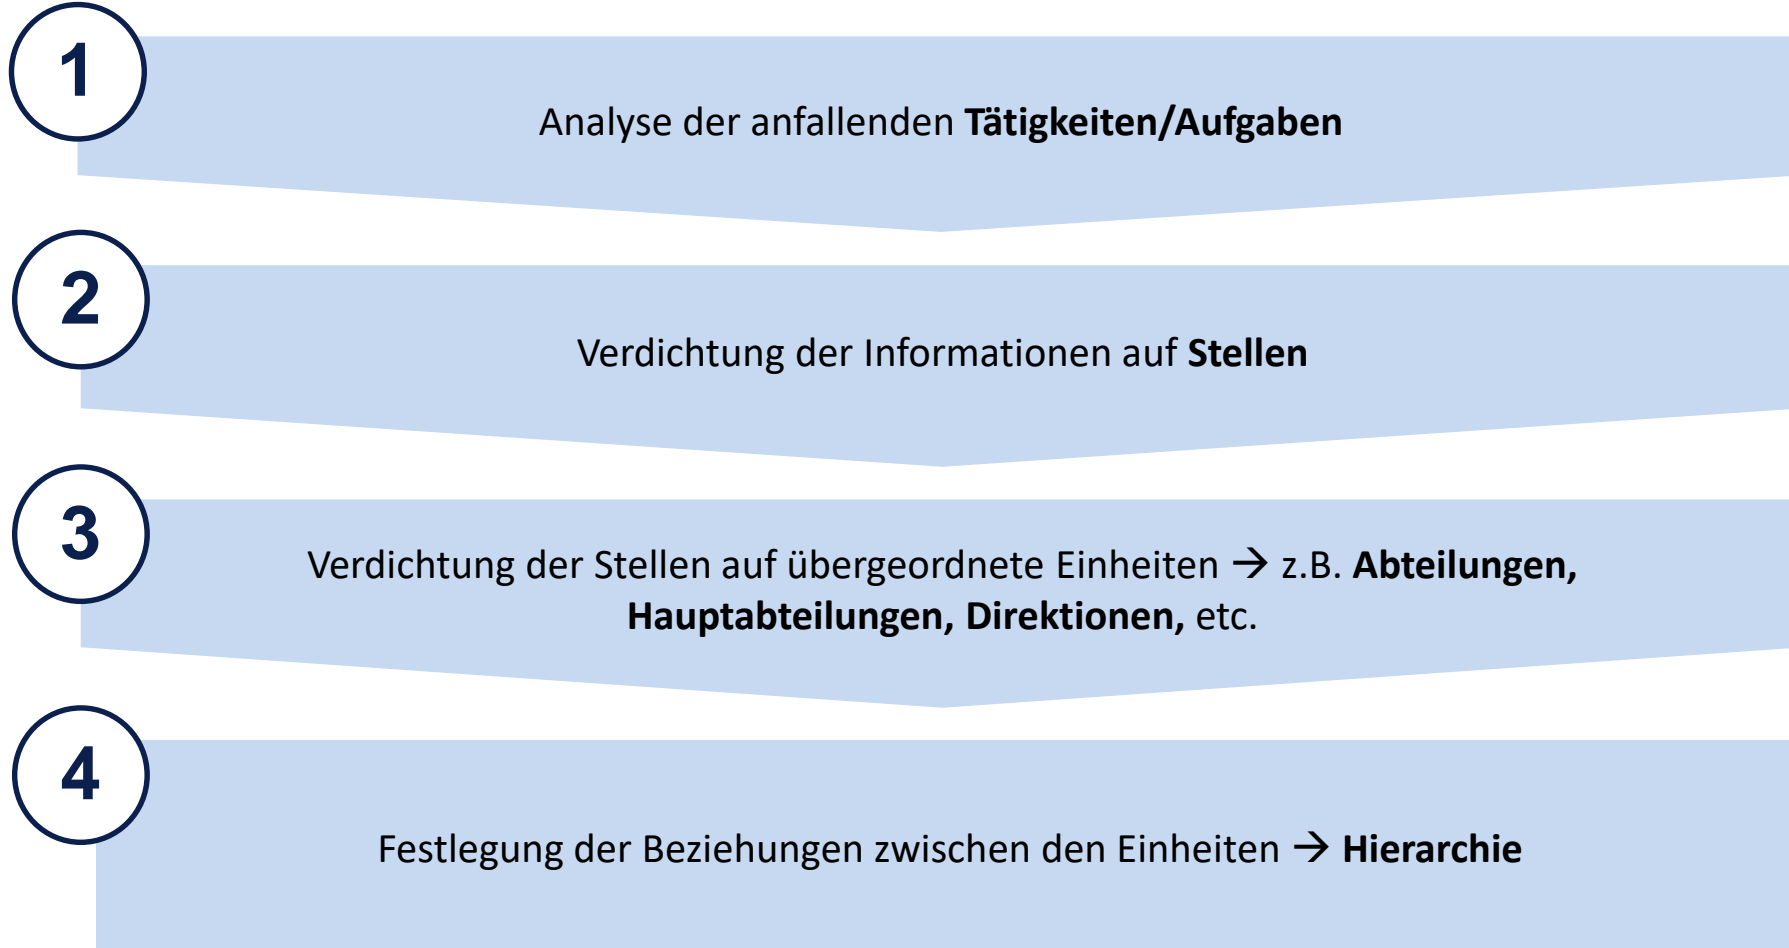 1
Analyse der anfallenden Tätigkeiten/Aufgaben
2
Verdichtung der Informationen auf Stellen
3
Verdichtung der Stellen auf übergeordnete Einheiten → z.B. Abteilungen,
Hauptabteilungen, Direktionen, etc.
4
Festlegung der Beziehungen zwischen den Einheiten → Hierarchie